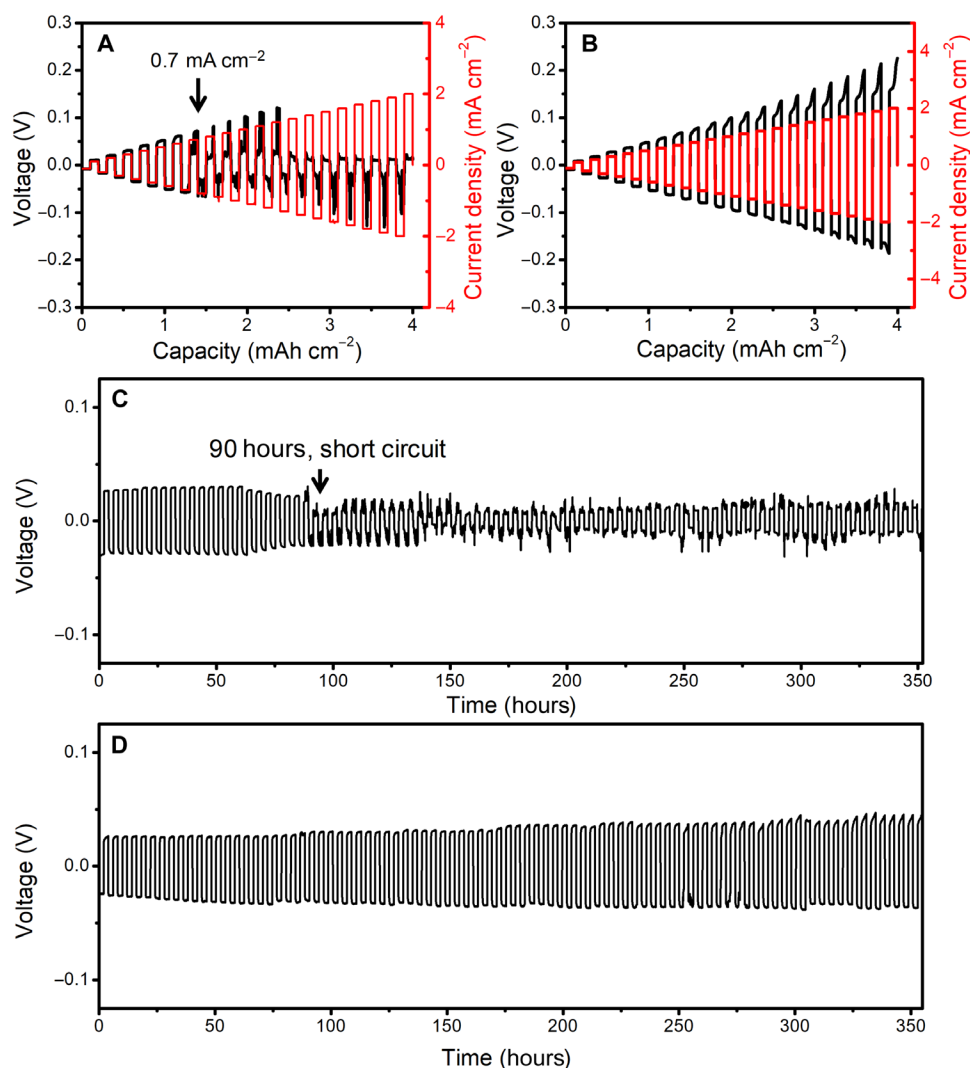 A
0.7 mA cm⁻²
Voltage (V)
0.3
0.2
0.1
0.0
–0.1
–0.2
–0.3
4
2
0
–2
–4
Current density (mA cm⁻²)
0 1 2 3 4
Capacity (mAh cm⁻²)
B
Voltage (V)
0.3
0.2
0.1
0.0
–0.1
–0.2
–0.3
4
2
0
–2
–4
Current density (mA cm⁻²)
0 1 2 3 4
Capacity (mAh cm⁻²)
C
90 hours, short circuit
Voltage (V)
0.1
0.0
–0.1
0 50 100 150 200 250 300 350
Time (hours)
D
Voltage (V)
0.1
0.0
–0.1
0 50 100 150 200 250 300 350
Time (hours)